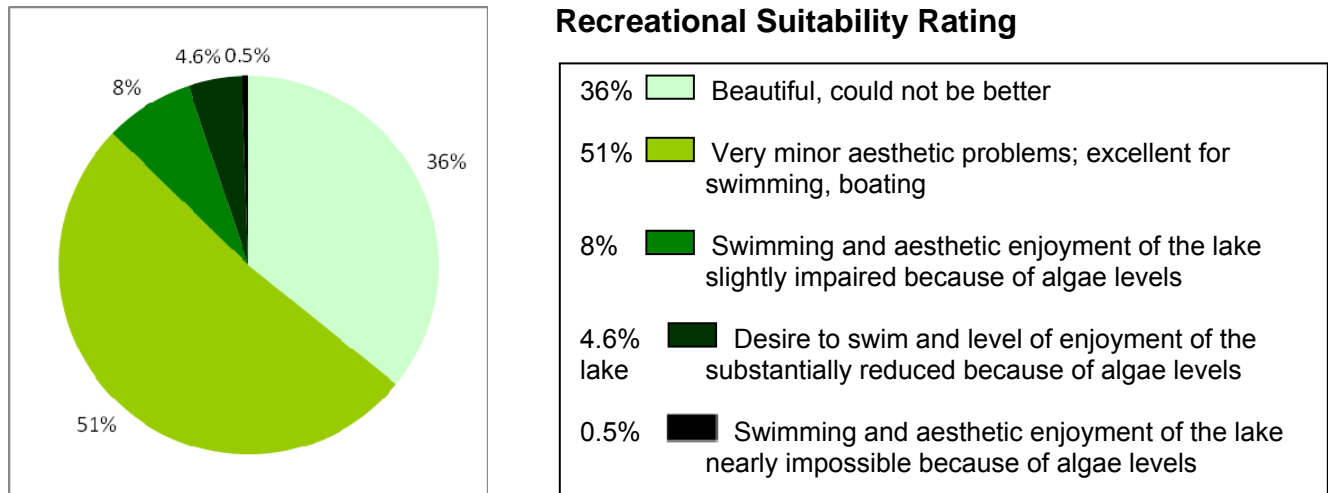 Recreational Suitability Rating
4.6% 0.5%
8%
36%
51%
36% Beautiful, could not be better
51% Very minor aesthetic problems; excellent for
swimming, boating
8% Swimming and aesthetic enjoyment of the lake
slightly impaired because of algae levels
4.6% Desire to swim and level of enjoyment of the
lake substantially reduced because of algae levels
0.5% Swimming and aesthetic enjoyment of the lake
nearly impossible because of algae levels